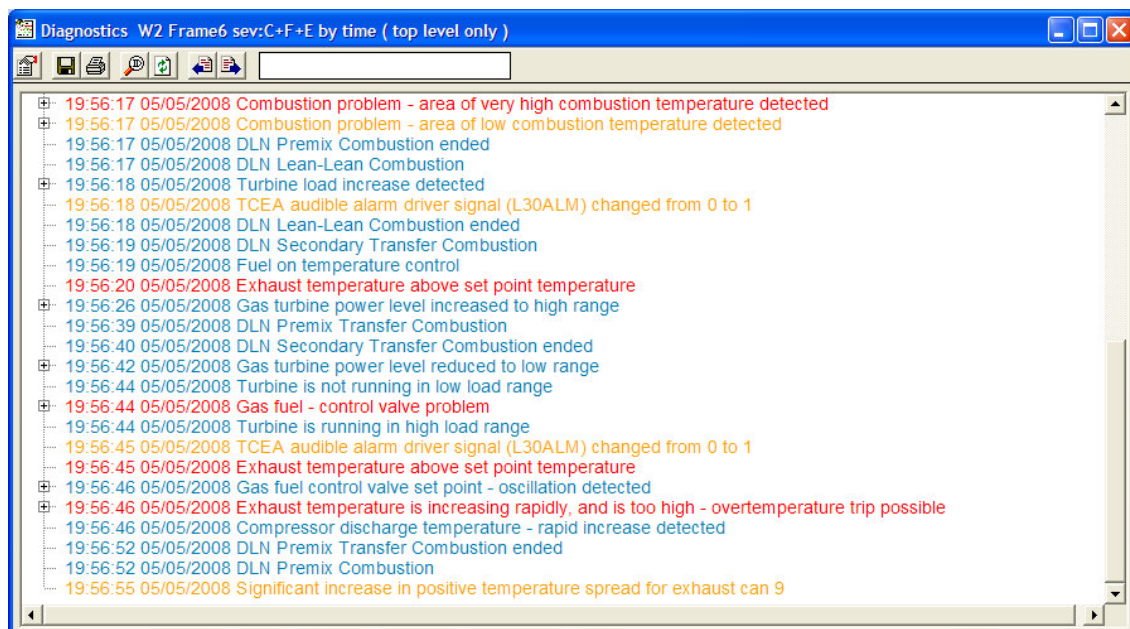 Diagnostics W2 Frame6 sev:C+F+E by time ( top level only )
19:56:17 05/05/2008 Combustion problem - area of very high combustion temperature detected
19:56:17 05/05/2008 Combustion problem - area of low combustion temperature detected
19:56:17 05/05/2008 DLN Premix Combustion ended
19:56:17 05/05/2008 DLN Lean-Lean Combustion
19:56:18 05/05/2008 Turbine load increase detected
19:56:18 05/05/2008 TCEA audible alarm driver signal (L30ALM) changed from 0 to 1
19:56:18 05/05/2008 DLN Lean-Lean Combustion ended
19:56:19 05/05/2008 DLN Secondary Transfer Combustion
19:56:19 05/05/2008 Fuel on temperature control
19:56:20 05/05/2008 Exhaust temperature above set point temperature
19:56:26 05/05/2008 Gas turbine power level increased to high range
19:56:39 05/05/2008 DLN Premix Transfer Combustion
19:56:40 05/05/2008 DLN Secondary Transfer Combustion ended
19:56:42 05/05/2008 Gas turbine power level reduced to low range
19:56:44 05/05/2008 Turbine is not running in low load range
19:56:44 05/05/2008 Gas fuel - control valve problem
19:56:44 05/05/2008 Turbine is running in high load range
19:56:45 05/05/2008 TCEA audible alarm driver signal (L30ALM) changed from 0 to 1
19:56:45 05/05/2008 Exhaust temperature above set point temperature
19:56:46 05/05/2008 Gas fuel control valve set point - oscillation detected
19:56:46 05/05/2008 Exhaust temperature is increasing rapidly, and is too high - overtemperature trip possible
19:56:46 05/05/2008 Compressor discharge temperature - rapid increase detected
19:56:52 05/05/2008 DLN Premix Transfer Combustion ended
19:56:52 05/05/2008 DLN Premix Combustion
19:56:55 05/05/2008 Significant increase in positive temperature spread for exhaust can 9